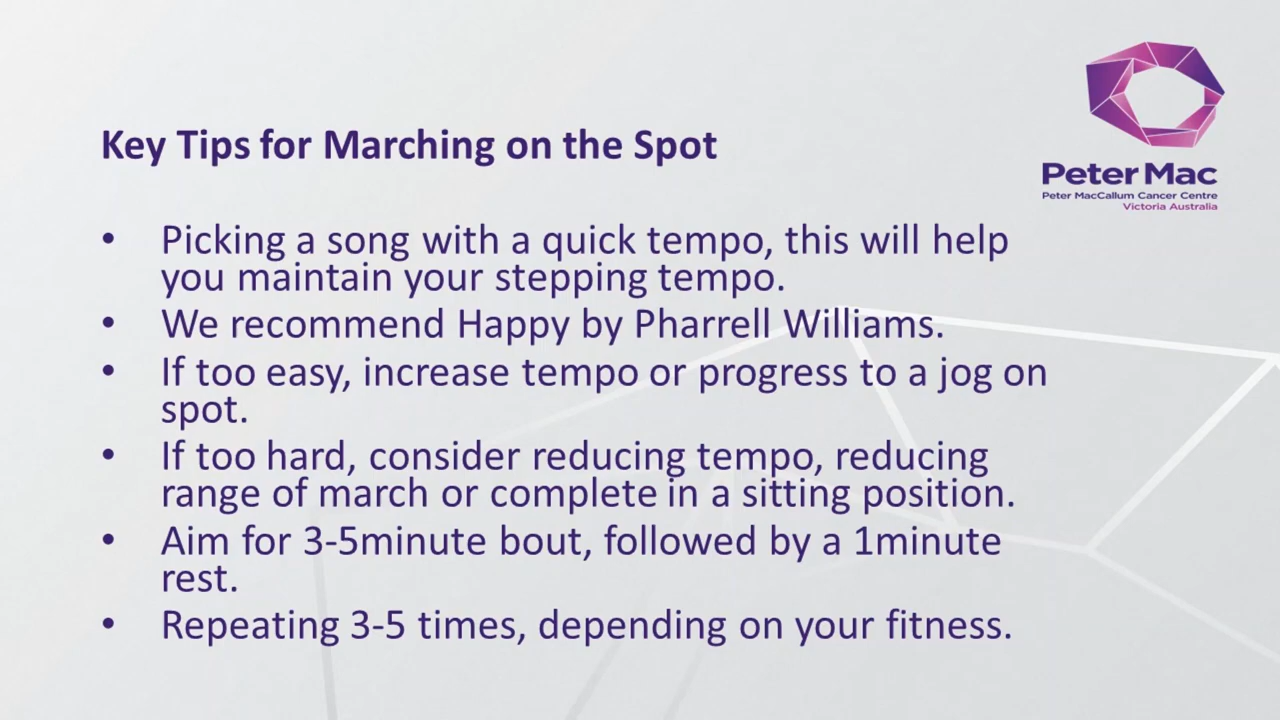 Key Tips for Marching on the Spot
Peter Mac
Peter MacCallum Cancer Centre
Victoria Australia
• Picking a song with a quick tempo, this will help
you maintain your stepping tempo.
• We recommend Happy by Pharrell Williams.
• If too easy, increase tempo or progress to a jog on
spot.
• If too hard, consider reducing tempo, reducing
range of march or complete in a sitting position.
• Aim for 3-5minute bout, followed by a 1minute
rest.
• Repeating 3-5 times, depending on your fitness.